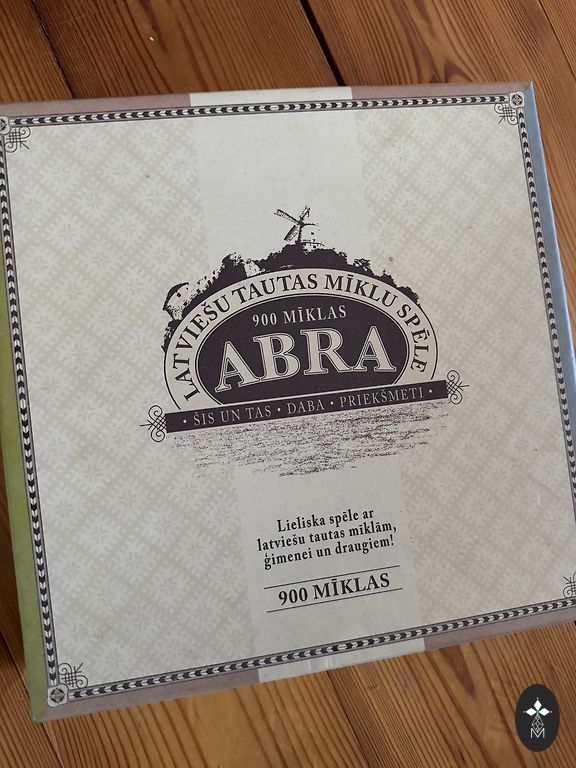 LATVIEŠU TAUTAS MĪKLU SPĒLE
900 MĪKLAS
ABRA
• ŠIS UN TAS • DABA • PRIEKŠMETI •
Lieliska spēle ar
latviešu tautas mīklām,
ģimenei un draugiem!
900 MĪKLAS
M